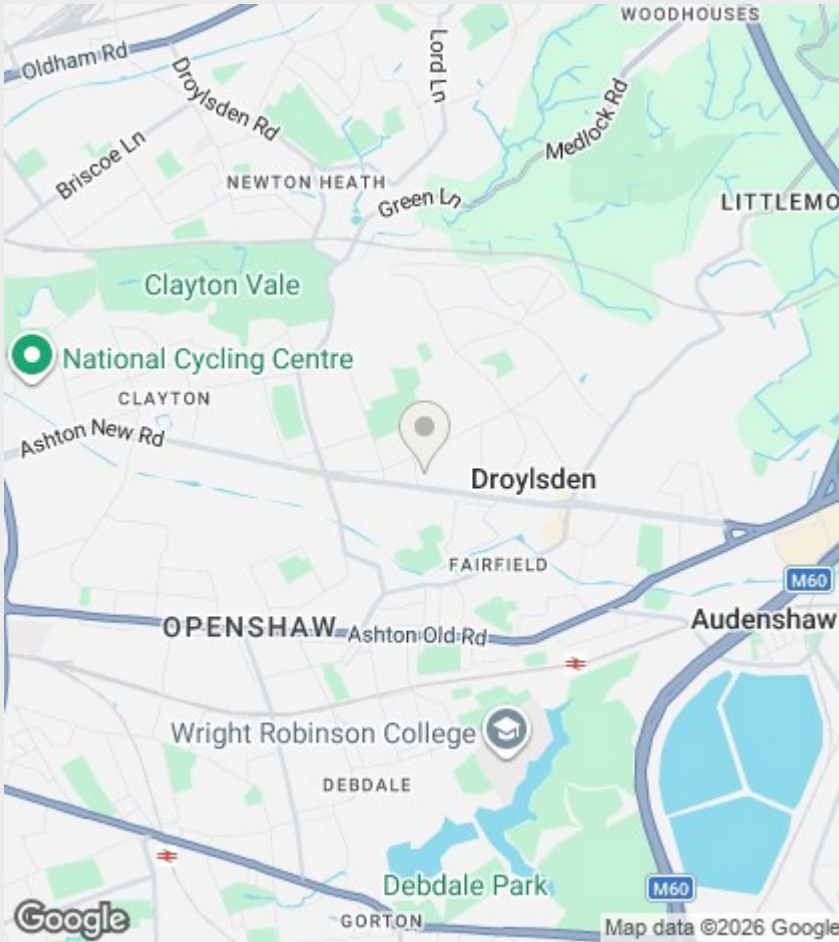 WOODHOUSES
Oldham Rd
Droylsden Rd
Lord Ln
Medlock Rd
Briscoe Ln
NEWTON HEATH
Green Ln
LITTLEMO
Clayton Vale
National Cycling Centre
CLAYTON
Ashton New Rd
Droylsden
FAIRFIELD
M60
OPENSHAW
Ashton Old Rd
Audenshaw
Wright Robinson College
DEBDALE
Debdale Park
M60
GORTON
Google
Map data ©2026 Google